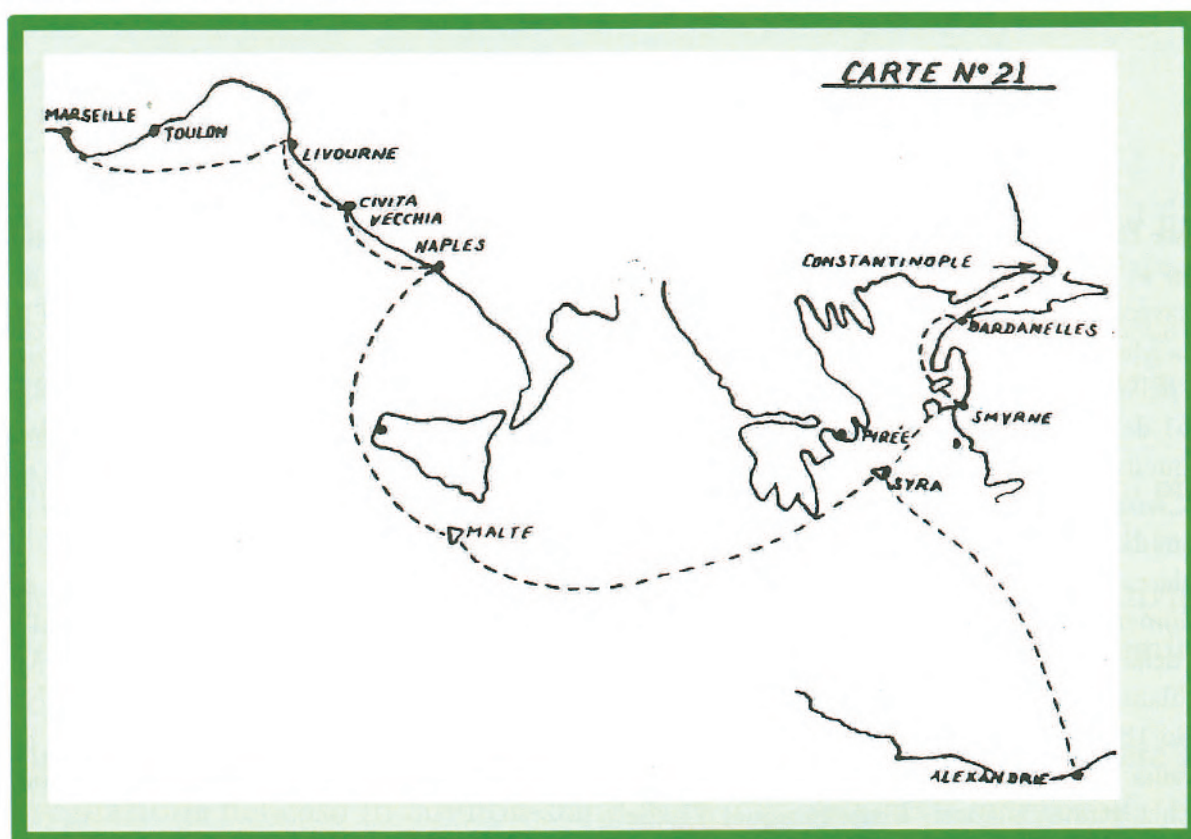 CARTE N° 21
MARSEILLE
TOULON
LIVOURNE
CIVITA
VECCHIA
NAPLES
CONSTANTINOPLE
DARDANELLES
SMYRNE
PIRÉE
SYRA
MALTE
ALEXANDRIE